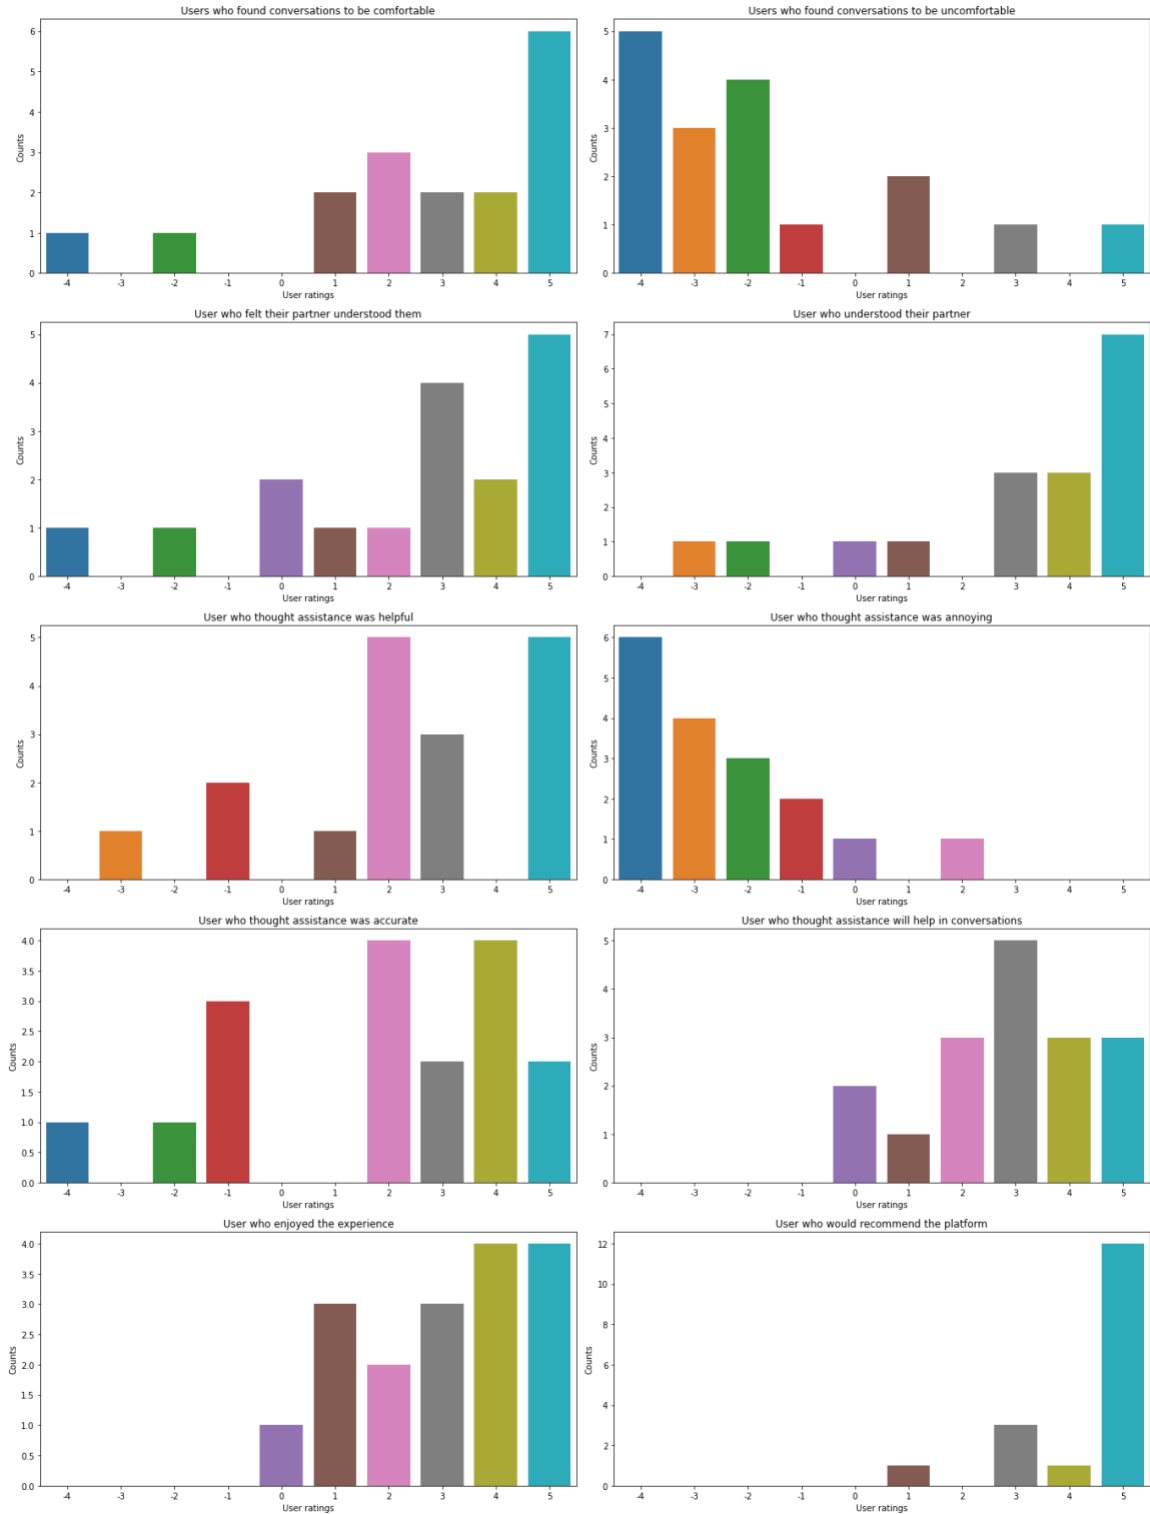 Users who found conversations to be comfortable
6
5
4
3
2
1
0
Counts
-4 -3 -2 -1 0 1 2 3 4 5
User ratings
Users who found conversations to be uncomfortable
5
4
3
2
1
0
Counts
-4 -3 -2 -1 0 1 2 3 4 5
User ratings
User who felt their partner understood them
5
4
3
2
1
0
Counts
-4 -3 -2 -1 0 1 2 3 4 5
User ratings
User who understood their partner
7
6
5
4
3
2
1
0
Counts
-4 -3 -2 -1 0 1 2 3 4 5
User ratings
User who thought assistance was helpful
5
4
3
2
1
0
Counts
-4 -3 -2 -1 0 1 2 3 4 5
User ratings
User who thought assistance was annoying
6
5
4
3
2
1
0
Counts
-4 -3 -2 -1 0 1 2 3 4 5
User ratings
User who thought assistance was accurate
4.0
3.5
3.0
2.5
2.0
1.5
1.0
0.5
0.0
Counts
-4 -3 -2 -1 0 1 2 3 4 5
User ratings
User who thought assistance will help in conversations
5
4
3
2
1
0
Counts
-4 -3 -2 -1 0 1 2 3 4 5
User ratings
User who enjoyed the experience
4.0
3.5
3.0
2.5
2.0
1.5
1.0
0.5
0.0
Counts
-4 -3 -2 -1 0 1 2 3 4 5
User ratings
User who would recommend the platform
12
10
8
6
4
2
0
Counts
-4 -3 -2 -1 0 1 2 3 4 5
User ratings